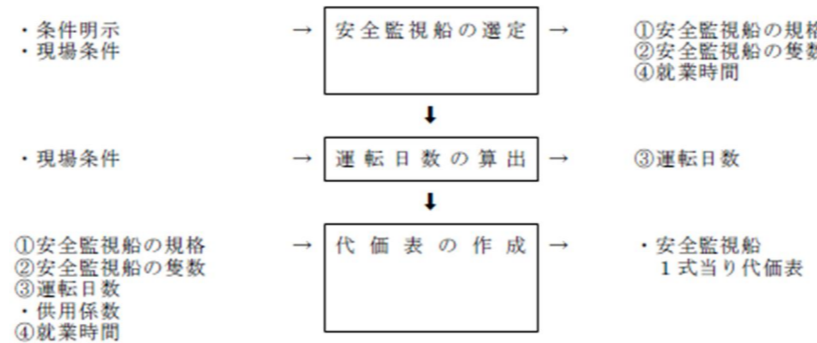 ・条件明示 → 安全監視船の選定 → ①安全監視船の規格
・現場条件 ②安全監視船の隻数
④就業時間
⬇
・現場条件 → 運転日数の算出 → ③運転日数
⬇
①安全監視船の規格 → 代価表の作成 → ・安全監視船
②安全監視船の隻数 1式当り代価表
③運転日数
・供用係数
④就業時間